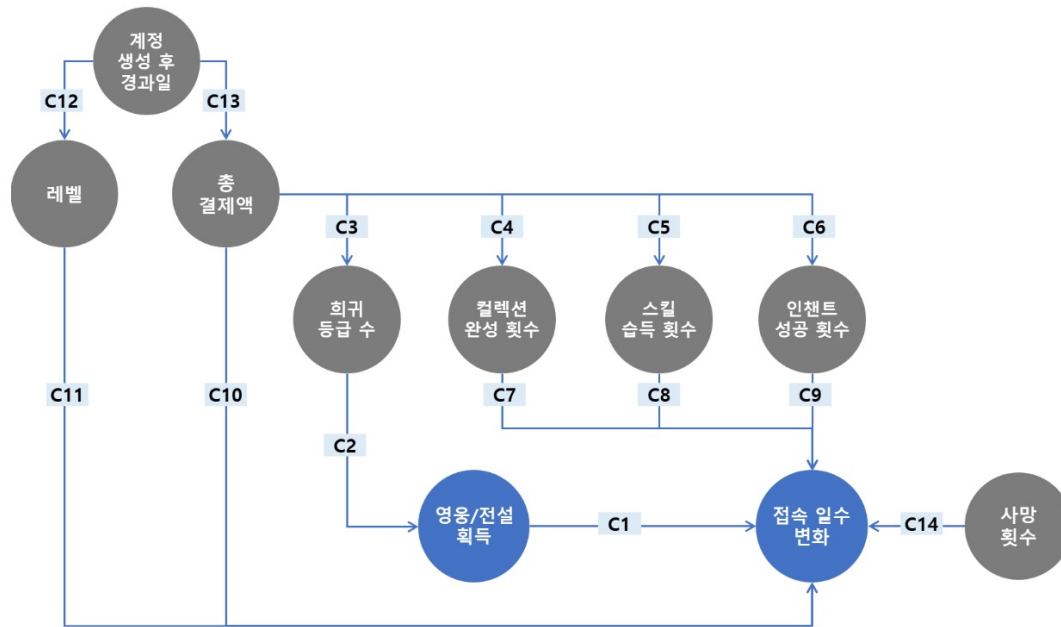 계정
생성 후
경과일
C12
C13
레벨
총
결제액
C3
C4
C5
C6
희귀
등급 수
컬렉션
완성 횟수
스킬
습득 횟수
인챈트
성공 횟수
C11
C10
C7
C8
C9
C2
영웅/전설
획득
C1
접속 일수
변화
C14
사망
횟수